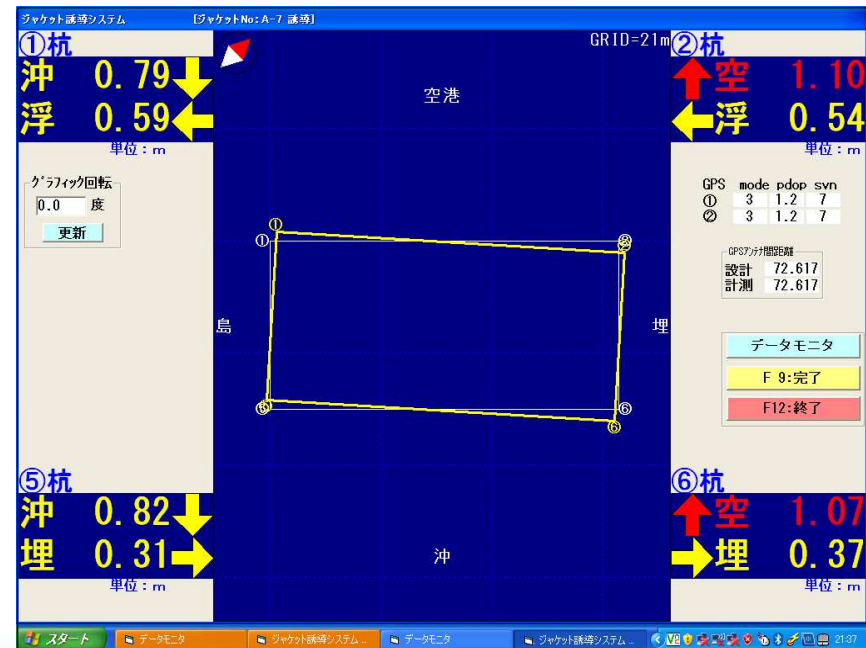 ジャケット誘導システム [ジャケットNo:A-7 誘導]
①杭
沖 0.79
浮 0.59
単位：m
GRID=21m
②杭
空 1.10
浮 0.54
単位：m
空港
グラフィック回転
0.0 度
更新
GPS mode pdop svn
① 3 1.2 7
② 3 1.2 7
GPSアンテナ間距離
設計 72.617
計測 72.617
①
①
②
島
埋
⑤
⑥
⑥
データモニタ
F 9:完了
F12:終了
⑤杭
沖 0.82
埋 0.31
単位：m
沖
⑥杭
空 1.07
埋 0.37
単位：m
スタート
データモニタ
ジャケット誘導システム...
データモニタ
ジャケット誘導システム...
21:37